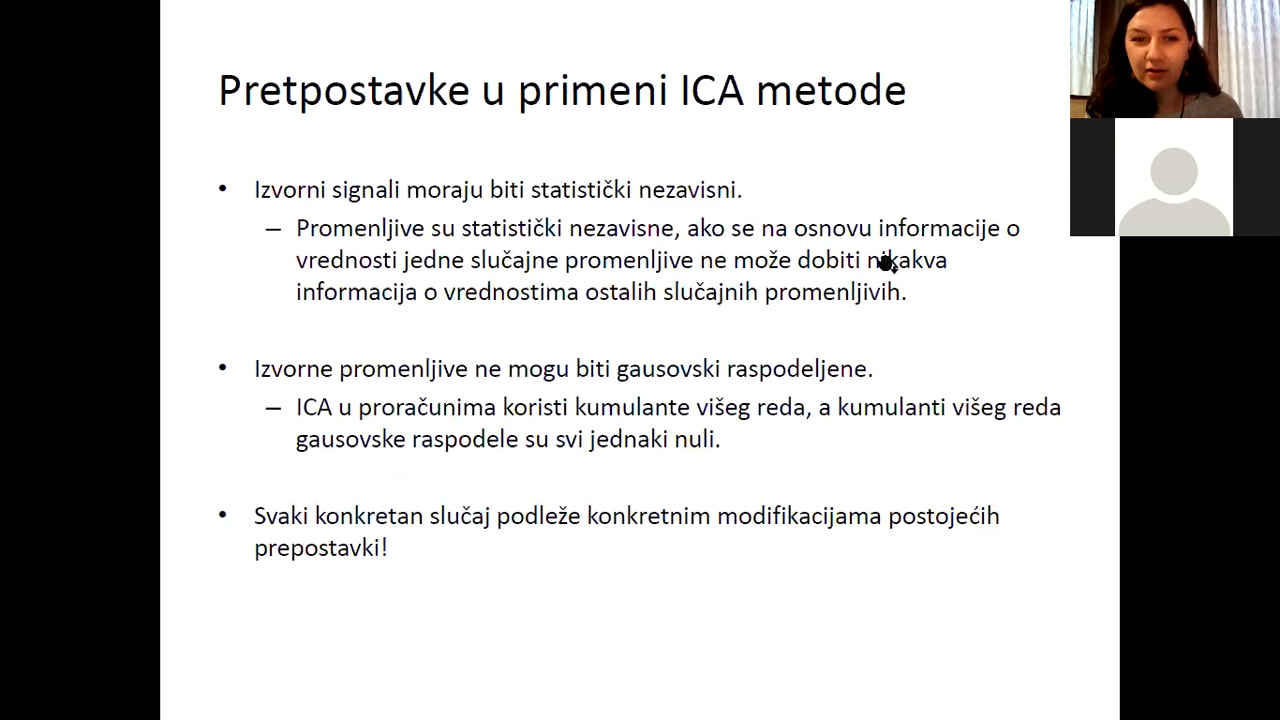 Pretpostavke u primeni ICA metode
• Izvorni signali moraju biti statistički nezavisni.
– Promenljive su statistički nezavisne, ako se na osnovu informacije o
vrednosti jedne slučajne promenljive ne može dobiti nikakva
informacija o vrednostima ostalih slučajnih promenljivih.
• Izvorne promenljive ne mogu biti gausovski raspodeljene.
– ICA u proračunima koristi kumulante višeg reda, a kumulanti višeg reda
gausovske raspodele su svi jednaki nuli.
• Svaki konkretan slučaj podleže konkretnim modifikacijama postojećih
prepostavki!